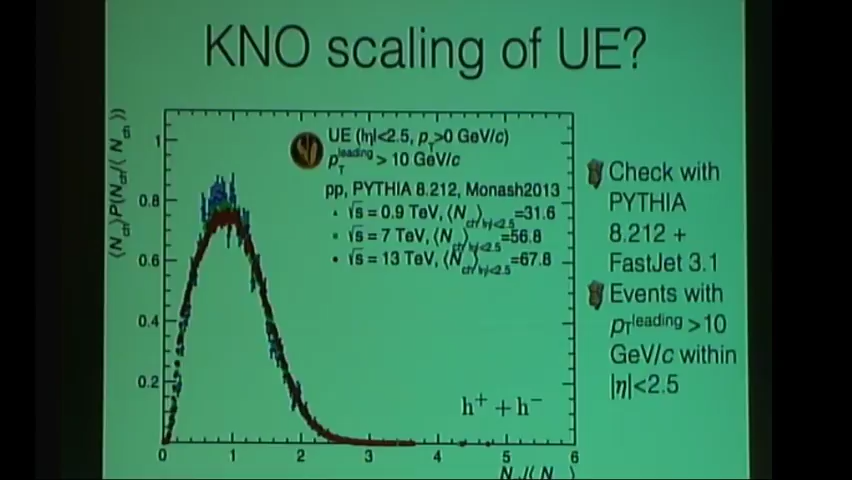 KNO scaling of UE?
⟨N_ch⟩P(N_ch/⟨N_ch⟩)
UE (|η|<2.5, p_T>0 GeV/c)
p_T^leading > 10 GeV/c
pp, PYTHIA 8.212, Monash2013
√s = 0.9 TeV, ⟨N_ch⟩_|η|<2.5=31.6
√s = 7 TeV, ⟨N_ch⟩_|η|<2.5=56.8
√s = 13 TeV, ⟨N_ch⟩_|η|<2.5=67.8
1
0.8
0.6
0.4
0.2
h⁺ + h⁻
0 1 2 3 4 5 6
Check with
PYTHIA
8.212 +
FastJet 3.1
Events with
p_T^leading >10
GeV/c within
|η|<2.5